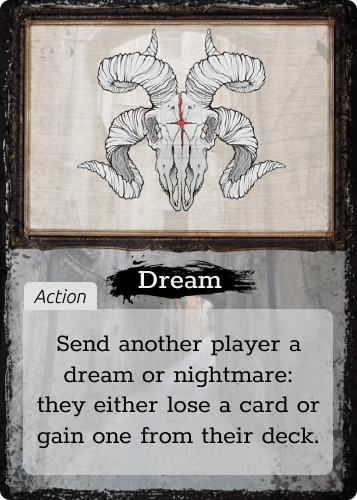 Dream
Action
Send another player a
dream or nightmare:
they either lose a card or
gain one from their deck.